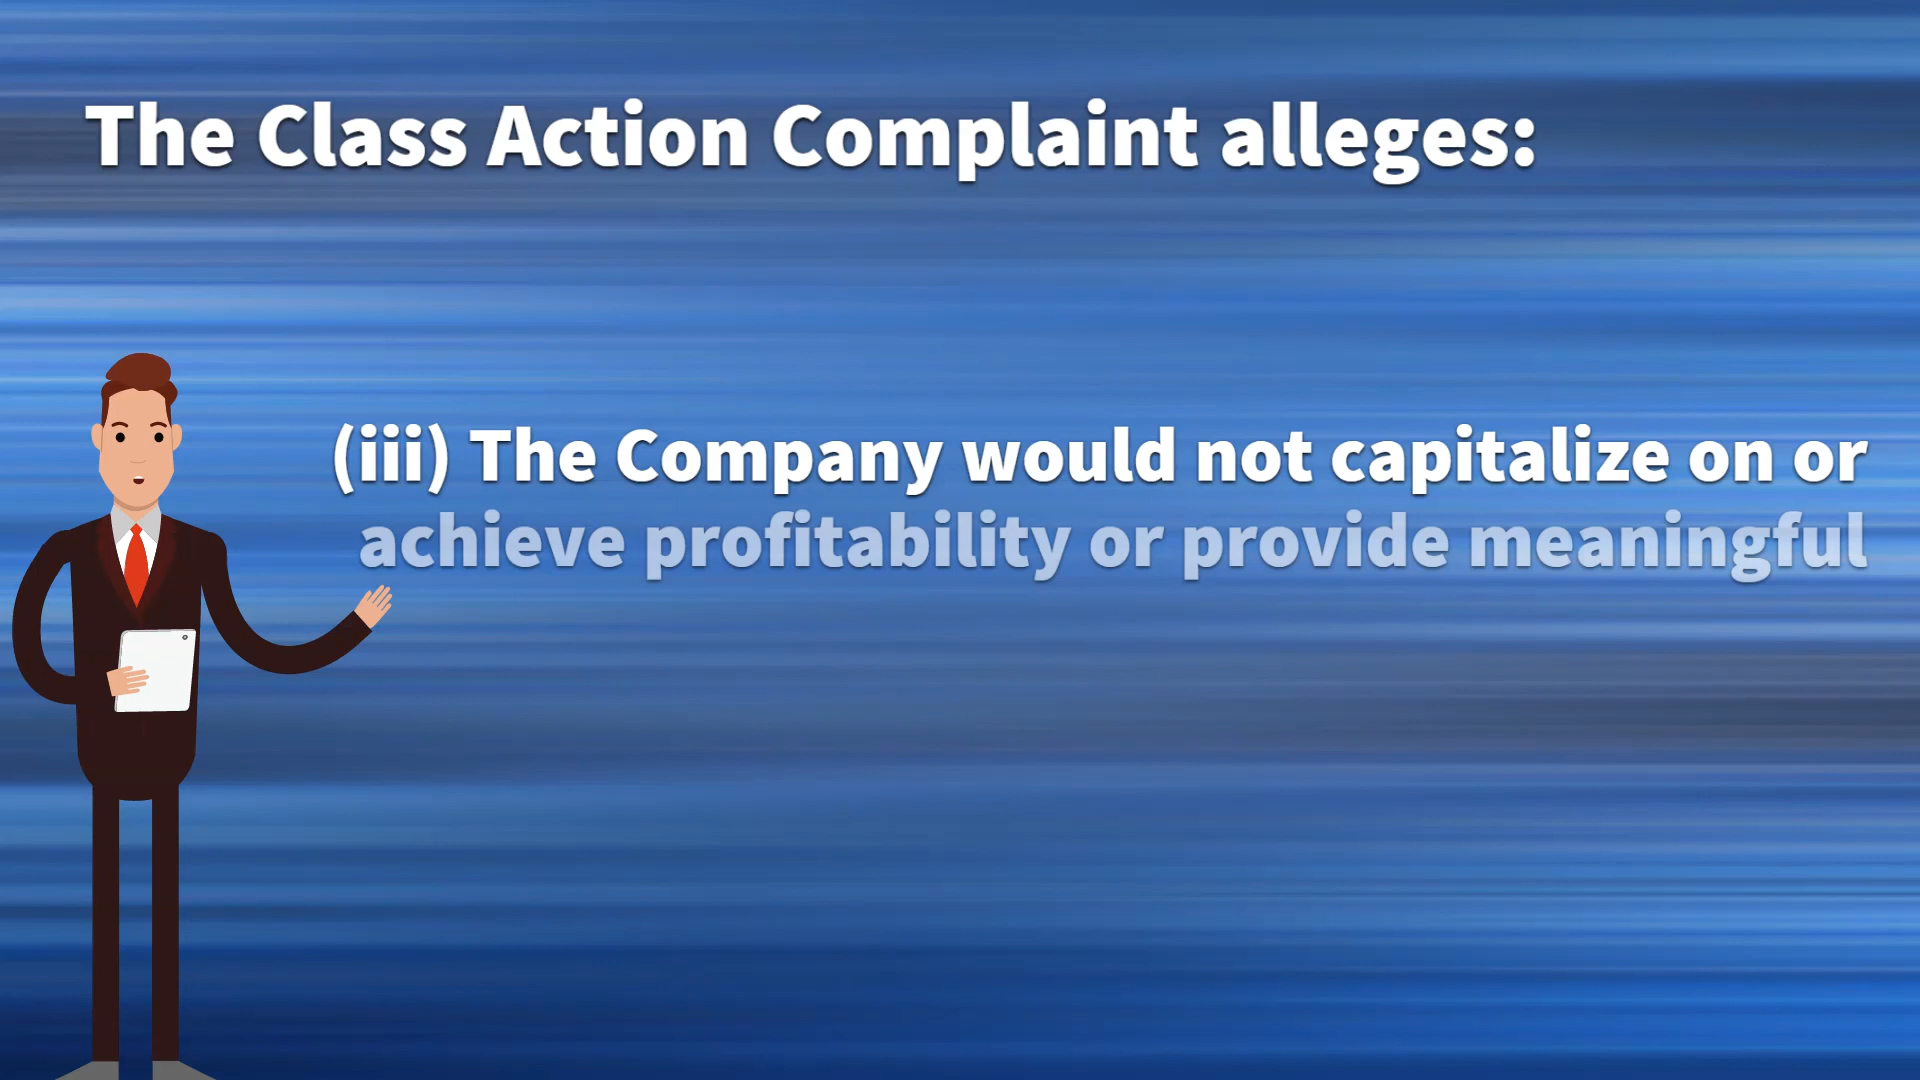 The Class Action Complaint alleges:
(iii) The Company would not capitalize on or
achieve profitability or provide meaningful